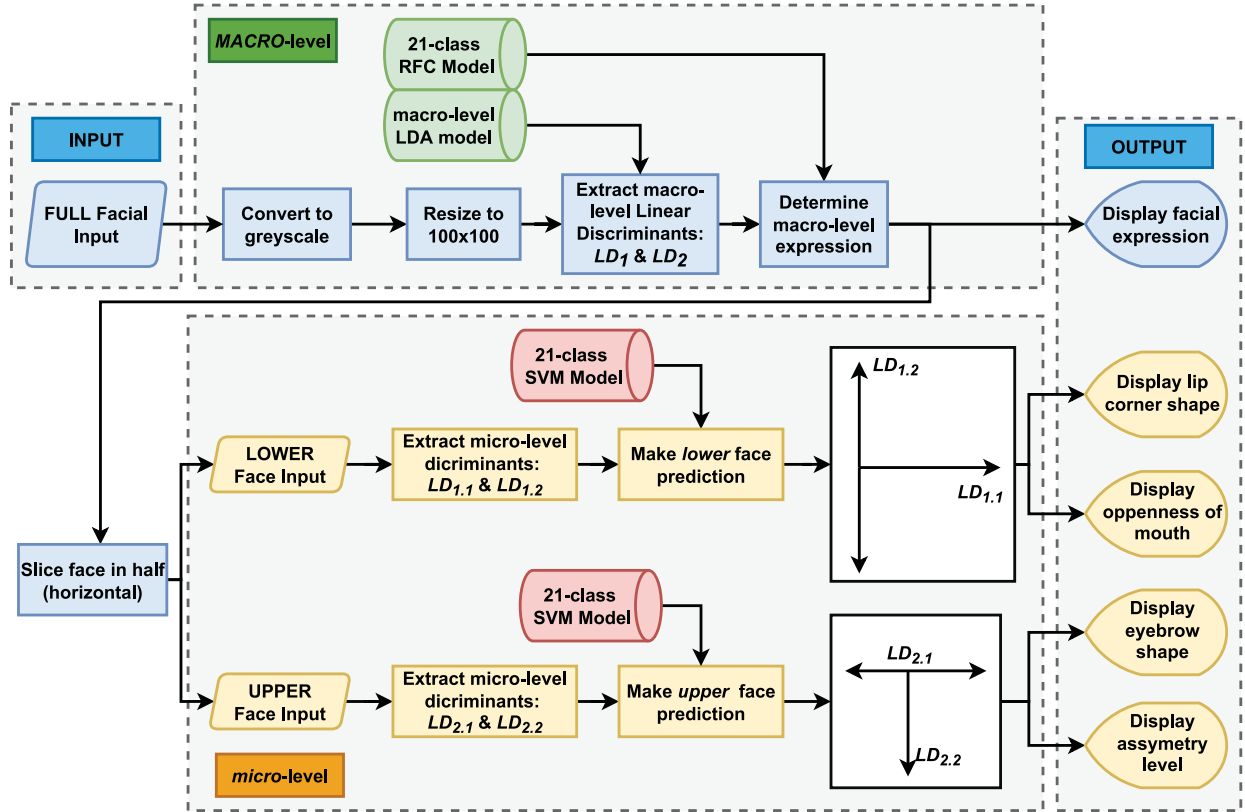 MACRO-level
21-class
RFC Model
macro-level
LDA model
INPUT
OUTPUT
FULL Facial
Input
Convert to
greyscale
Resize to
100x100
Extract macro-
level Linear
Discriminants:
LD1 & LD2
Determine
macro-level
expression
Display facial
expression
21-class
SVM Model
LD1.2
LD1.1
Display lip
corner shape
LOWER
Face Input
Extract micro-level
dicriminants:
LD1.1 & LD1.2
Make lower face
prediction
Display
oppenness of
mouth
Slice face in half
(horizontal)
21-class
SVM Model
LD2.1
LD2.2
Display
eyebrow
shape
UPPER
Face Input
Extract micro-level
dicriminants:
LD2.1 & LD2.2
Make upper face
prediction
Display
assymetry
level
micro-level